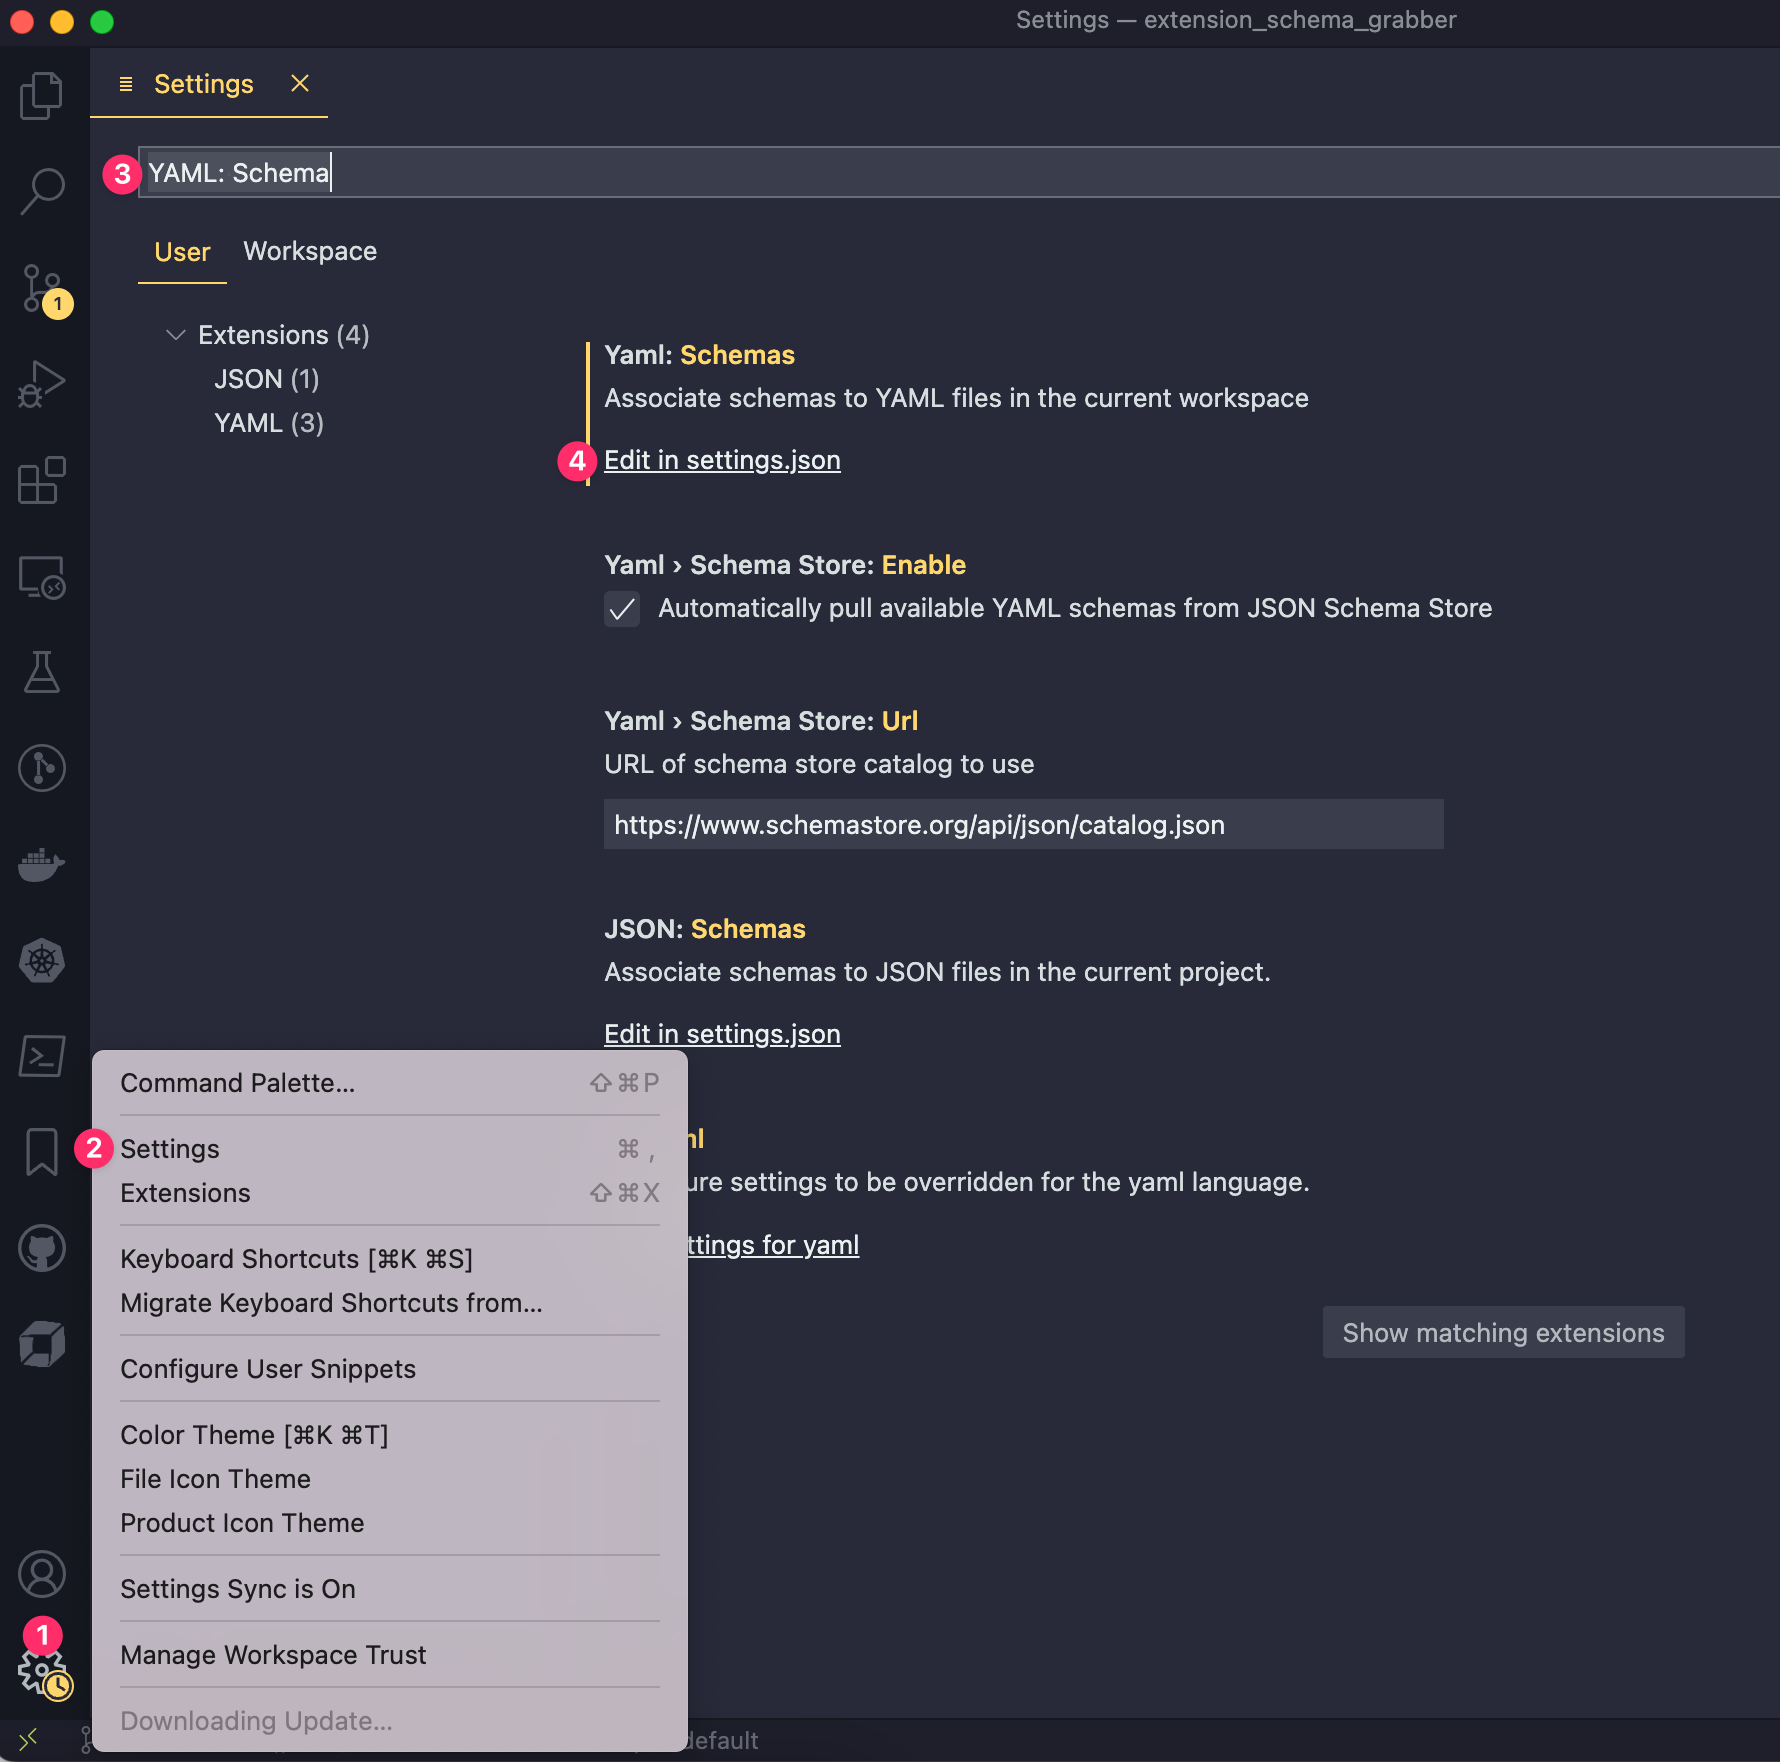 Settings — extension_schema_grabber
Settings
3 YAML: Schema
User Workspace
1
Extensions (4)
JSON (1)
YAML (3)
Yaml: Schemas
Associate schemas to YAML files in the current workspace
4 Edit in settings.json
Yaml › Schema Store: Enable
Automatically pull available YAML schemas from JSON Schema Store
Yaml › Schema Store: Url
URL of schema store catalog to use
https://www.schemastore.org/api/json/catalog.json
JSON: Schemas
Associate schemas to JSON files in the current project.
Edit in settings.json
settings to be overridden for the yaml language.
for yaml
Show matching extensions
Command Palette... ⇧⌘P
2 Settings ⌘ ,
Extensions ⇧⌘X
Keyboard Shortcuts [⌘K ⌘S]
Migrate Keyboard Shortcuts from...
Configure User Snippets
Color Theme [⌘K ⌘T]
File Icon Theme
Product Icon Theme
Settings Sync is On
1
Manage Workspace Trust
Downloading Update...
default